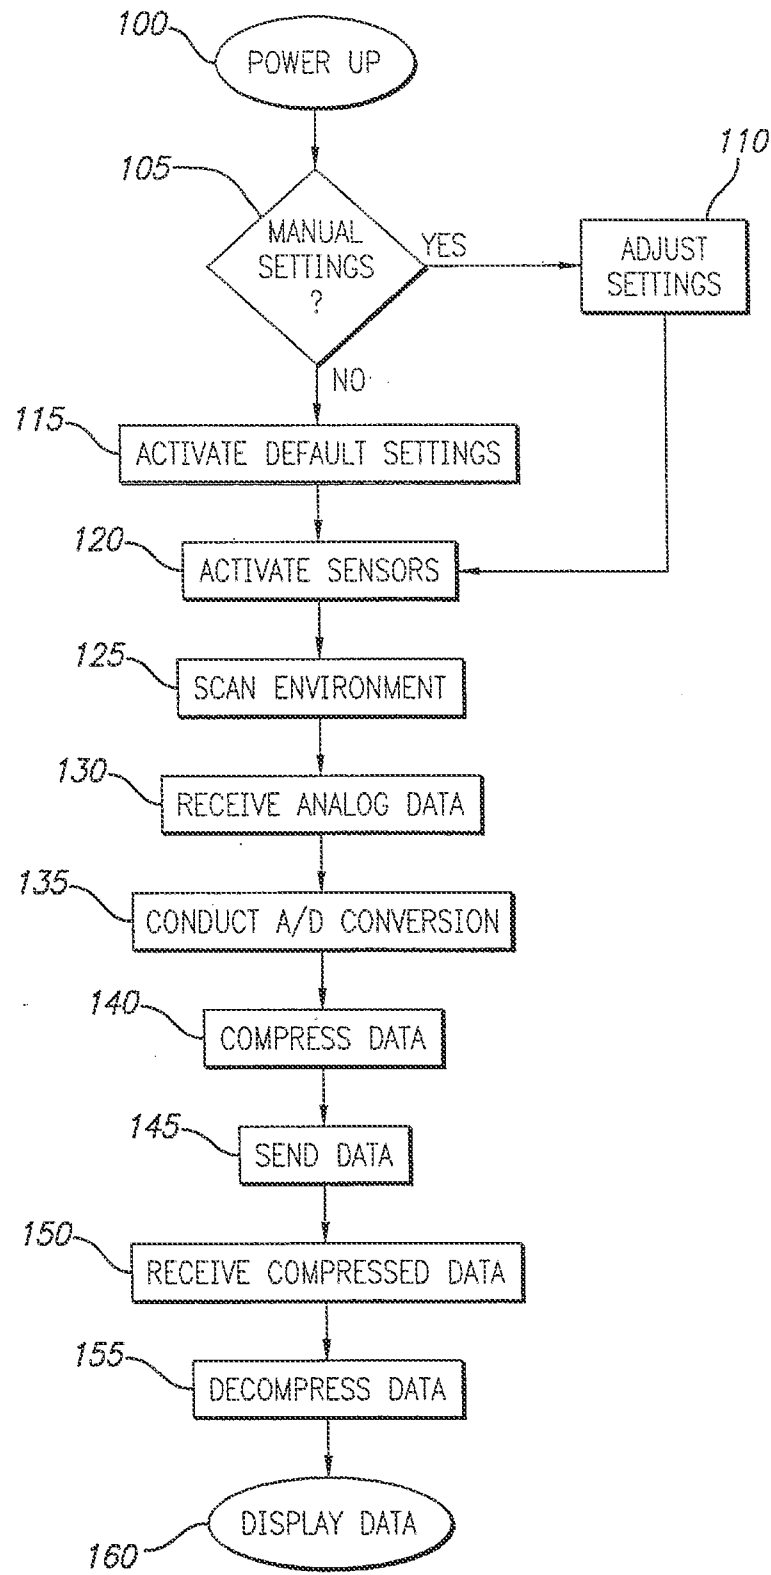 100
POWER UP
105
110
MANUAL
SETTINGS
?
YES
ADJUST
SETTINGS
NO
115
ACTIVATE DEFAULT SETTINGS
120
ACTIVATE SENSORS
125
SCAN ENVIRONMENT
130
RECEIVE ANALOG DATA
135
CONDUCT A/D CONVERSION
140
COMPRESS DATA
145
SEND DATA
150
RECEIVE COMPRESSED DATA
155
DECOMPRESS DATA
DISPLAY DATA
160